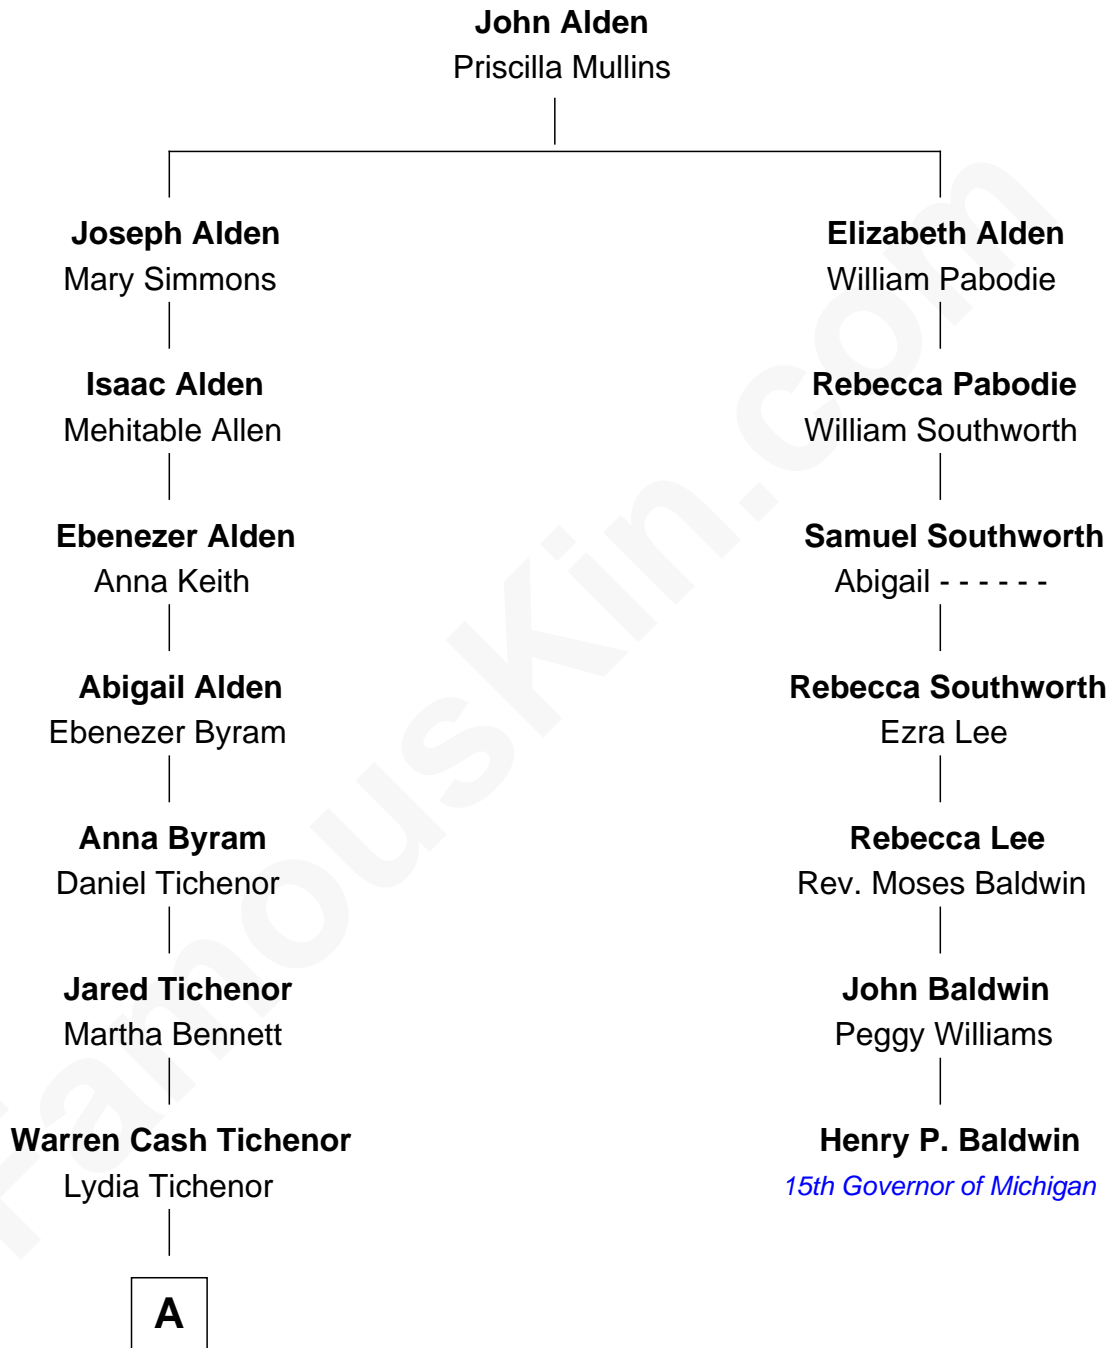 John Alden
Priscilla Mullins
Joseph Alden
Mary Simmons
Elizabeth Alden
William Pabodie
Isaac Alden
Mehitable Allen
Rebecca Pabodie
William Southworth
Ebenezer Alden
Anna Keith
Samuel Southworth
Abigail - - - - - -
Abigail Alden
Ebenezer Byram
Rebecca Southworth
Ezra Lee
Anna Byram
Daniel Tichenor
Rebecca Lee
Rev. Moses Baldwin
Jared Tichenor
Martha Bennett
John Baldwin
Peggy Williams
Warren Cash Tichenor
Lydia Tichenor
Henry P. Baldwin
15th Governor of Michigan
A
FamousKin.com